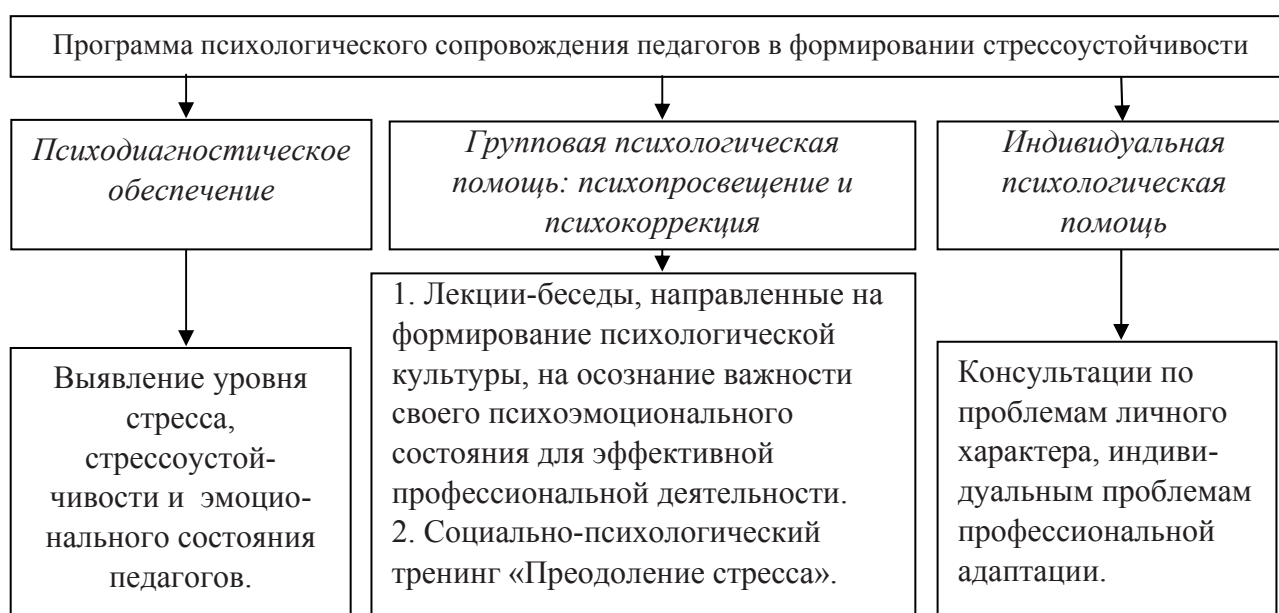 Программа психологического сопровождения педагогов в формировании стрессоустойчивости
Психодиагностическое
обеспечение
Групповая психологическая
помощь: психопросвещение и
психокоррекция
Индивидуальная
психологическая
помощь
Выявление уровня
стресса,
стрессоустой-
чивости и эмоцио-
нального состояния
педагогов.
1. Лекции-беседы, направленные на
формирование психологической
культуры, на осознание важности
своего психоэмоционального
состояния для эффективной
профессиональной деятельности.
2. Социально-психологический
тренинг «Преодоление стресса».
Консультации по
проблемам личного
характера, индиви-
дуальным проблемам
профессиональной
адаптации.